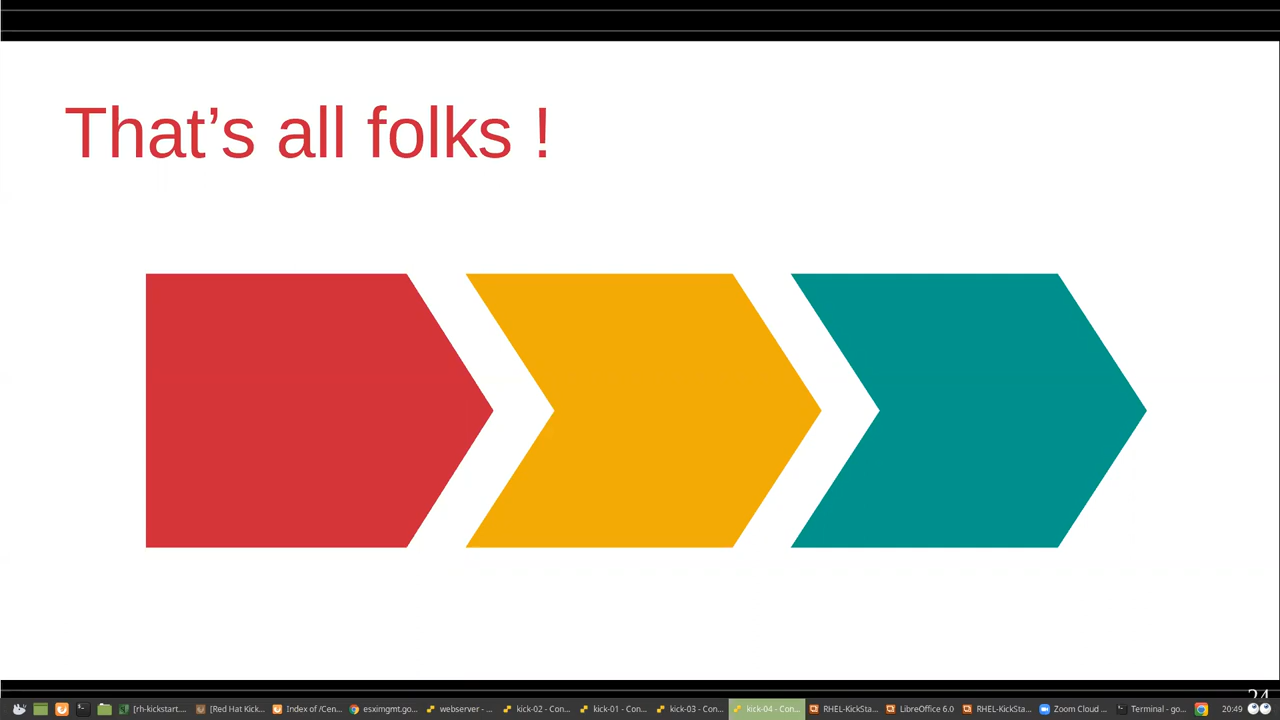 That’s all folks !
24
[rh-kickstart....
[Red Hat Kick...
Index of /Cen...
esximgmt.go...
webserver - ...
kick-02 - Con...
kick-01 - Con...
kick-03 - Con...
kick-04 - Con...
RHEL-KickSta...
LibreOffice 6.0
RHEL-KickSta...
Zoom Cloud ...
Terminal - go...
20:49